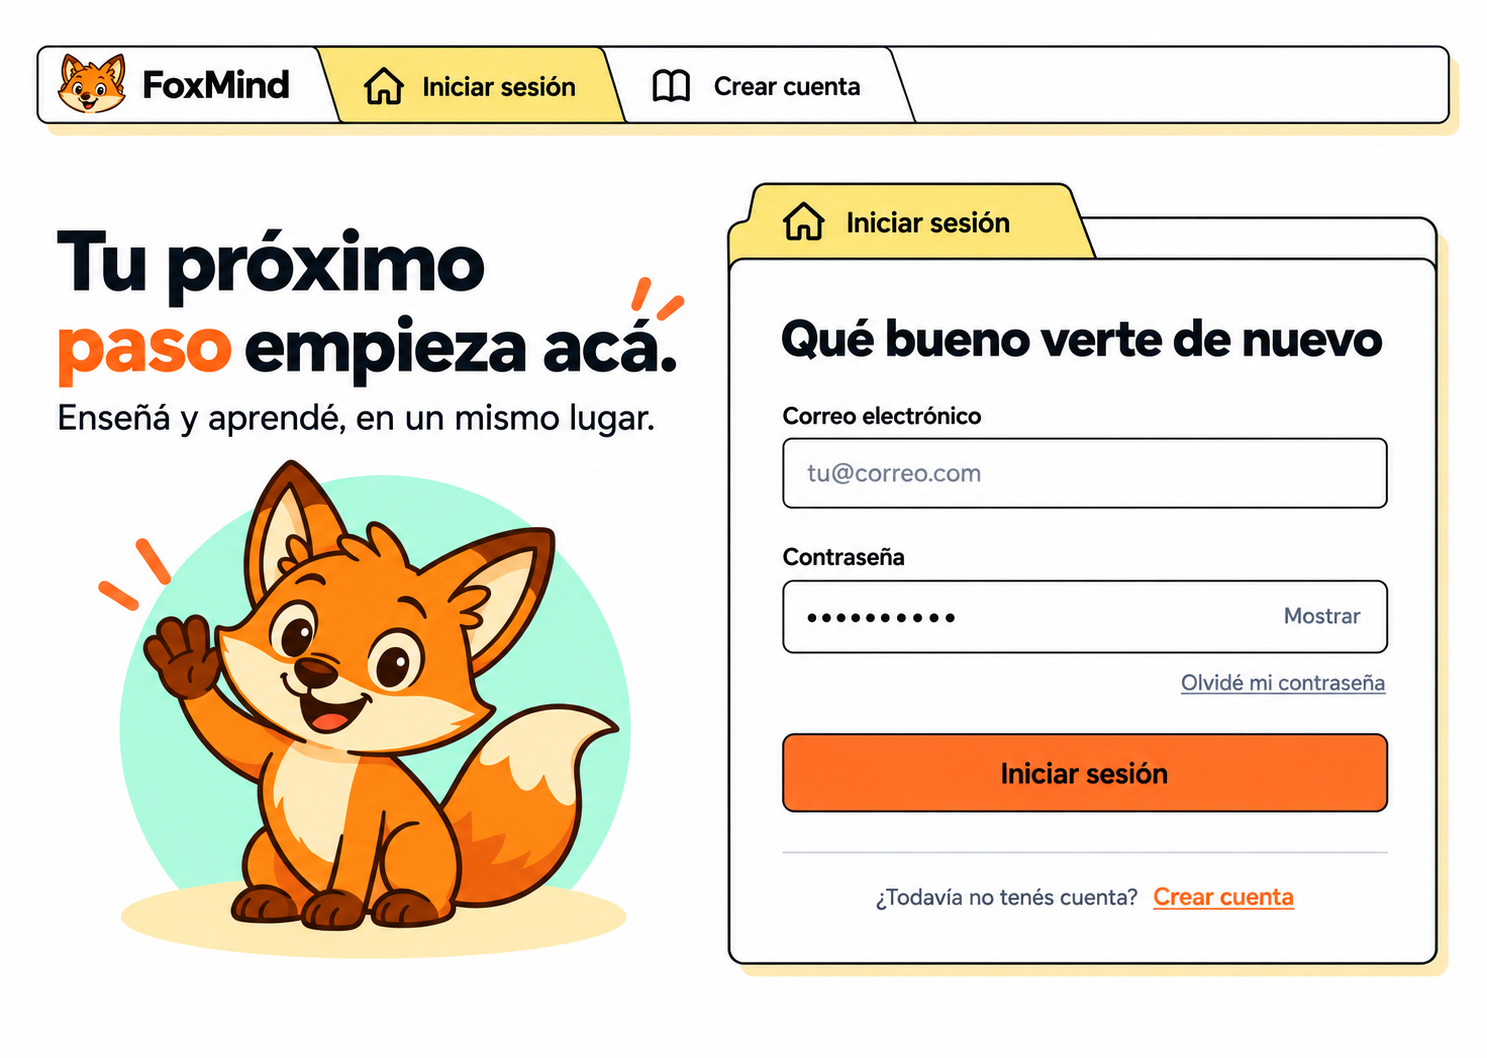 FoxMind
Iniciar sesión
Crear cuenta
Tu próximo
paso empieza acá.
Enseñá y aprendé, en un mismo lugar.
Iniciar sesión
Qué bueno verte de nuevo
Correo electrónico
tu@correo.com
Contraseña
•••••••••• Mostrar
Olvidé mi contraseña
Iniciar sesión
¿Todavía no tenés cuenta? Crear cuenta